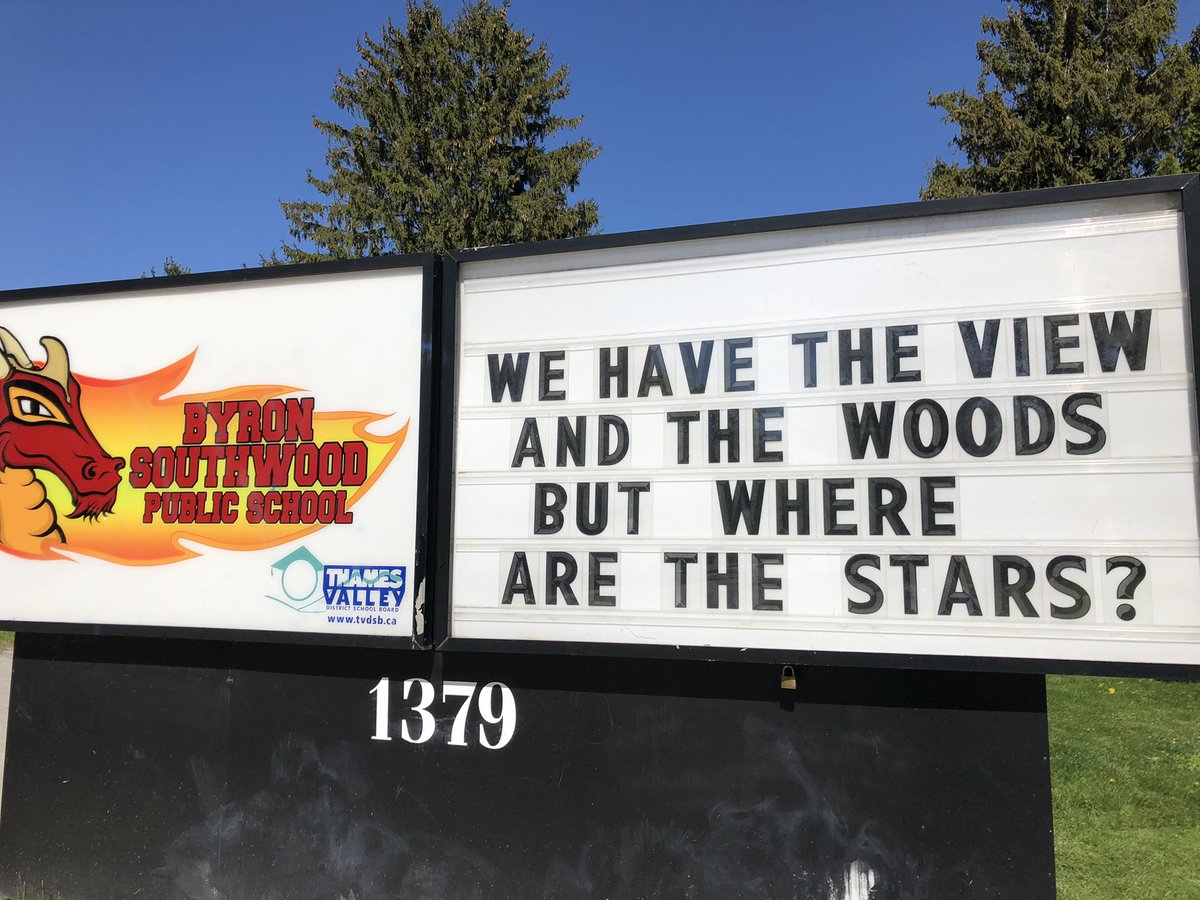 BYRON
SOUTHWOOD
PUBLIC SCHOOL
THAMES
VALLEY
DISTRICT SCHOOL BOARD
www.tvdsb.ca
WE HAVE THE VIEW
AND THE WOODS
BUT WHERE
ARE THE STARS?
1379